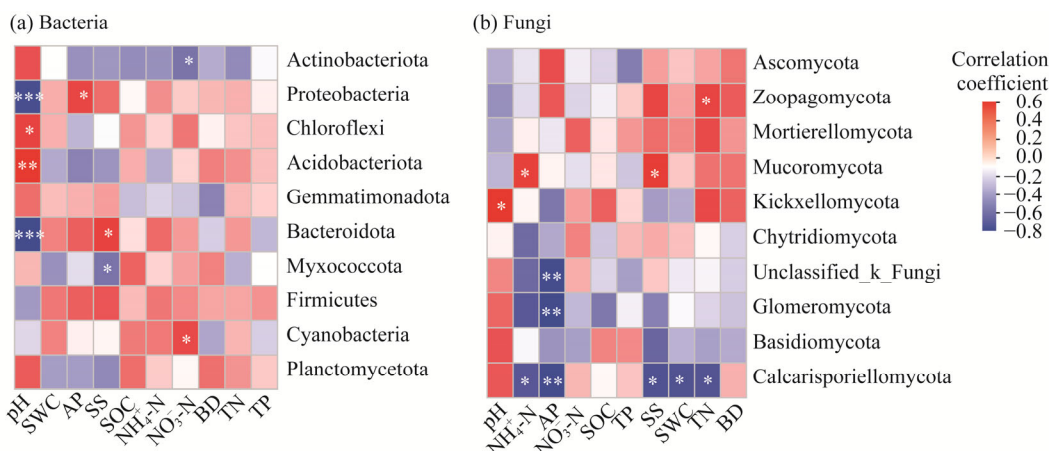 (a) Bacteria
Actinobacteriota
* Proteobacteria
*** * Chloroflexi
* Acidobacteriota
** Gemmatimonadota
Bacteroidota
*** * Myxococcota
* Firmicutes
Cyanobacteria
* Planctomycetota
pH SWC AP SS SOC NH₄⁺-N NO₃⁻-N BD TN TP
(b) Fungi
Ascomycota
Zoopagomycota
*
Mortierellomycota
Mucoromycota
* *
Kickxellomycota
*
Chytridiomycota
Unclassified_k_Fungi
**
Glomeromycota
**
Basidiomycota
Calcarisporiellomycota
* ** * * *
pH NH₄⁺-N AP NO₃⁻-N SOC TP SS SWC TN BD
Correlation
coefficient
0.6
0.4
0.2
0.0
−0.2
−0.4
−0.6
−0.8